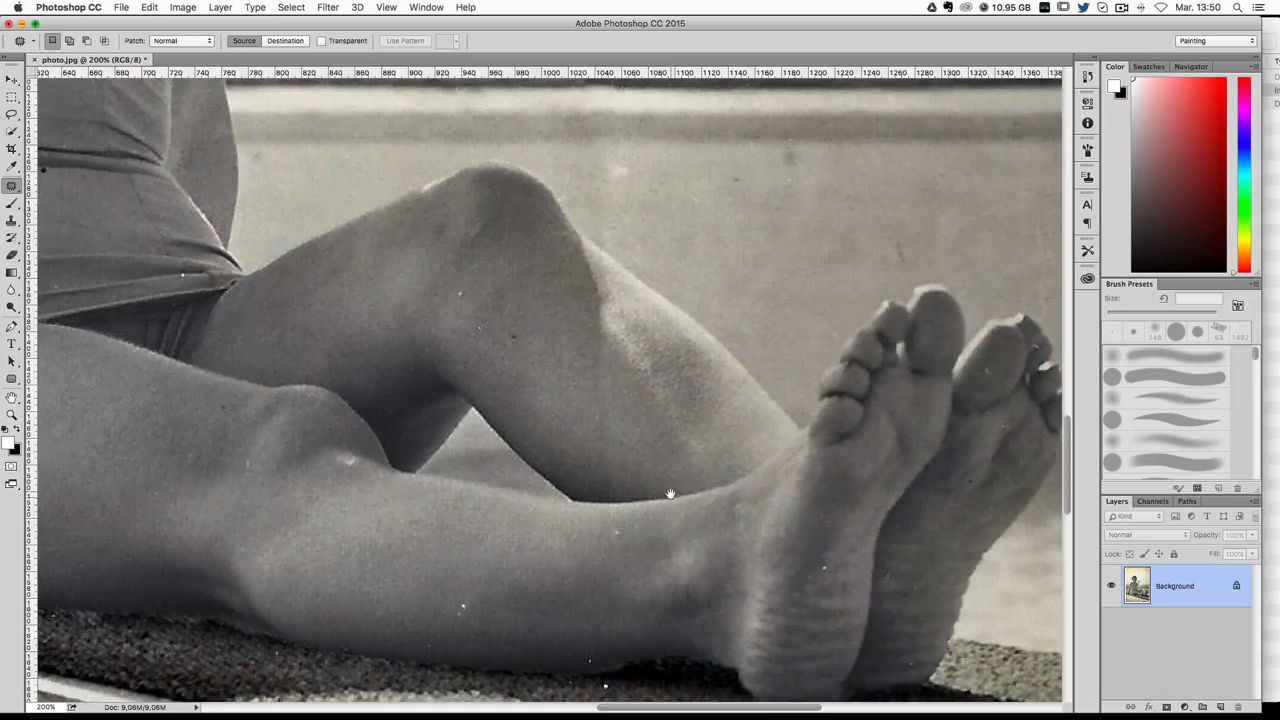 Photoshop CC File Edit Image Layer Type Select Filter 3D View Window Help 10.95 GB Mar. 13:50
Adobe Photoshop CC 2015
Patch: Normal Source Destination Transparent Use Pattern Painting
× photo.jpg @ 200% (RGB/8) *
640 660 680 700 720 740 760 780 800 820 840 860 880 900 920 940 960 980 1000 1020 1040 1060 1080 1100 1120 1140 1160 1180 1200 1220 1240 1260 1280 1300 1320 1340 1360
Color Swatches Navigator
Brush Presets
Size:
148 63 1492
Layers Channels Paths
Kind
Normal Opacity: 100%
Lock: Fill: 100%
Background
200% Doc: 9,06M/9,06M